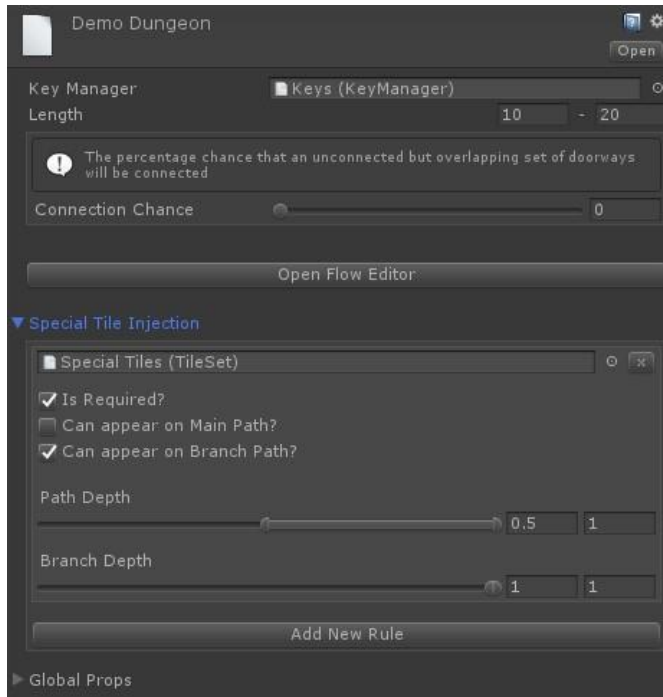 Demo Dungeon
Open
Key Manager Keys (KeyManager)
Length 10 - 20
The percentage chance that an unconnected but overlapping set of doorways
will be connected
Connection Chance 0
Open Flow Editor
Special Tile Injection
Special Tiles (TileSet) x
Is Required?
Can appear on Main Path?
Can appear on Branch Path?
Path Depth
0.5 1
Branch Depth
1 1
Add New Rule
Global Props